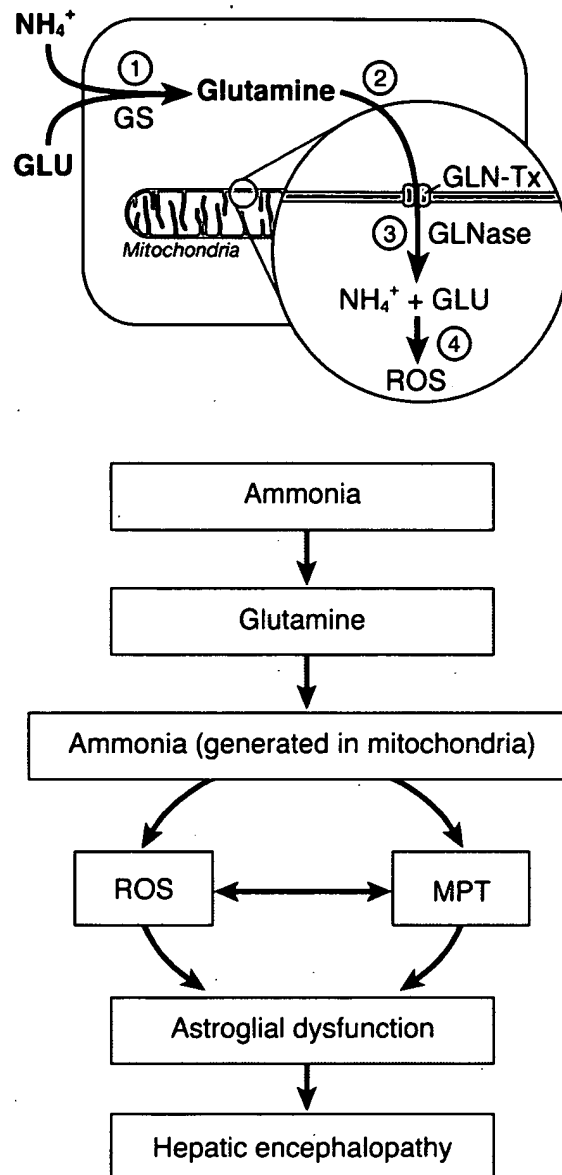 NH₄⁺
①
GS
GLU
Glutamine
②
GLN-Tx
Mitochondria
③
GLNase
NH₄⁺ + GLU
④
ROS
Ammonia
Glutamine
Ammonia (generated in mitochondria)
ROS
MPT
Astroglial dysfunction
Hepatic encephalopathy